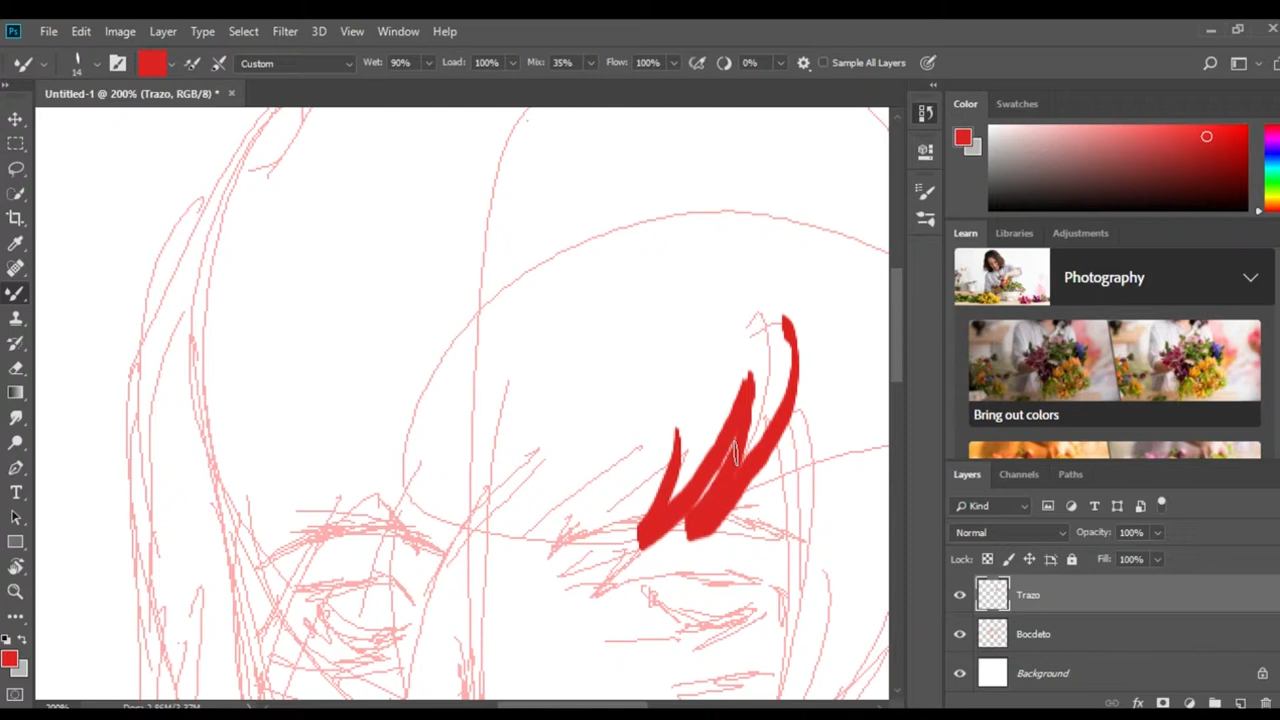 Ps File Edit Image Layer Type Select Filter 3D View Window Help
14 Custom Wet: 90% Load: 100% Mix: 35% Flow: 100% 0% Sample All Layers
Untitled-1 @ 200% (Trazo, RGB/8) *
Color Swatches
Learn Libraries Adjustments
Photography
Bring out colors
Layers Channels Paths
Kind
Normal Opacity: 100%
Lock: Fill: 100%
Trazo
Bocdeto
Background
fx